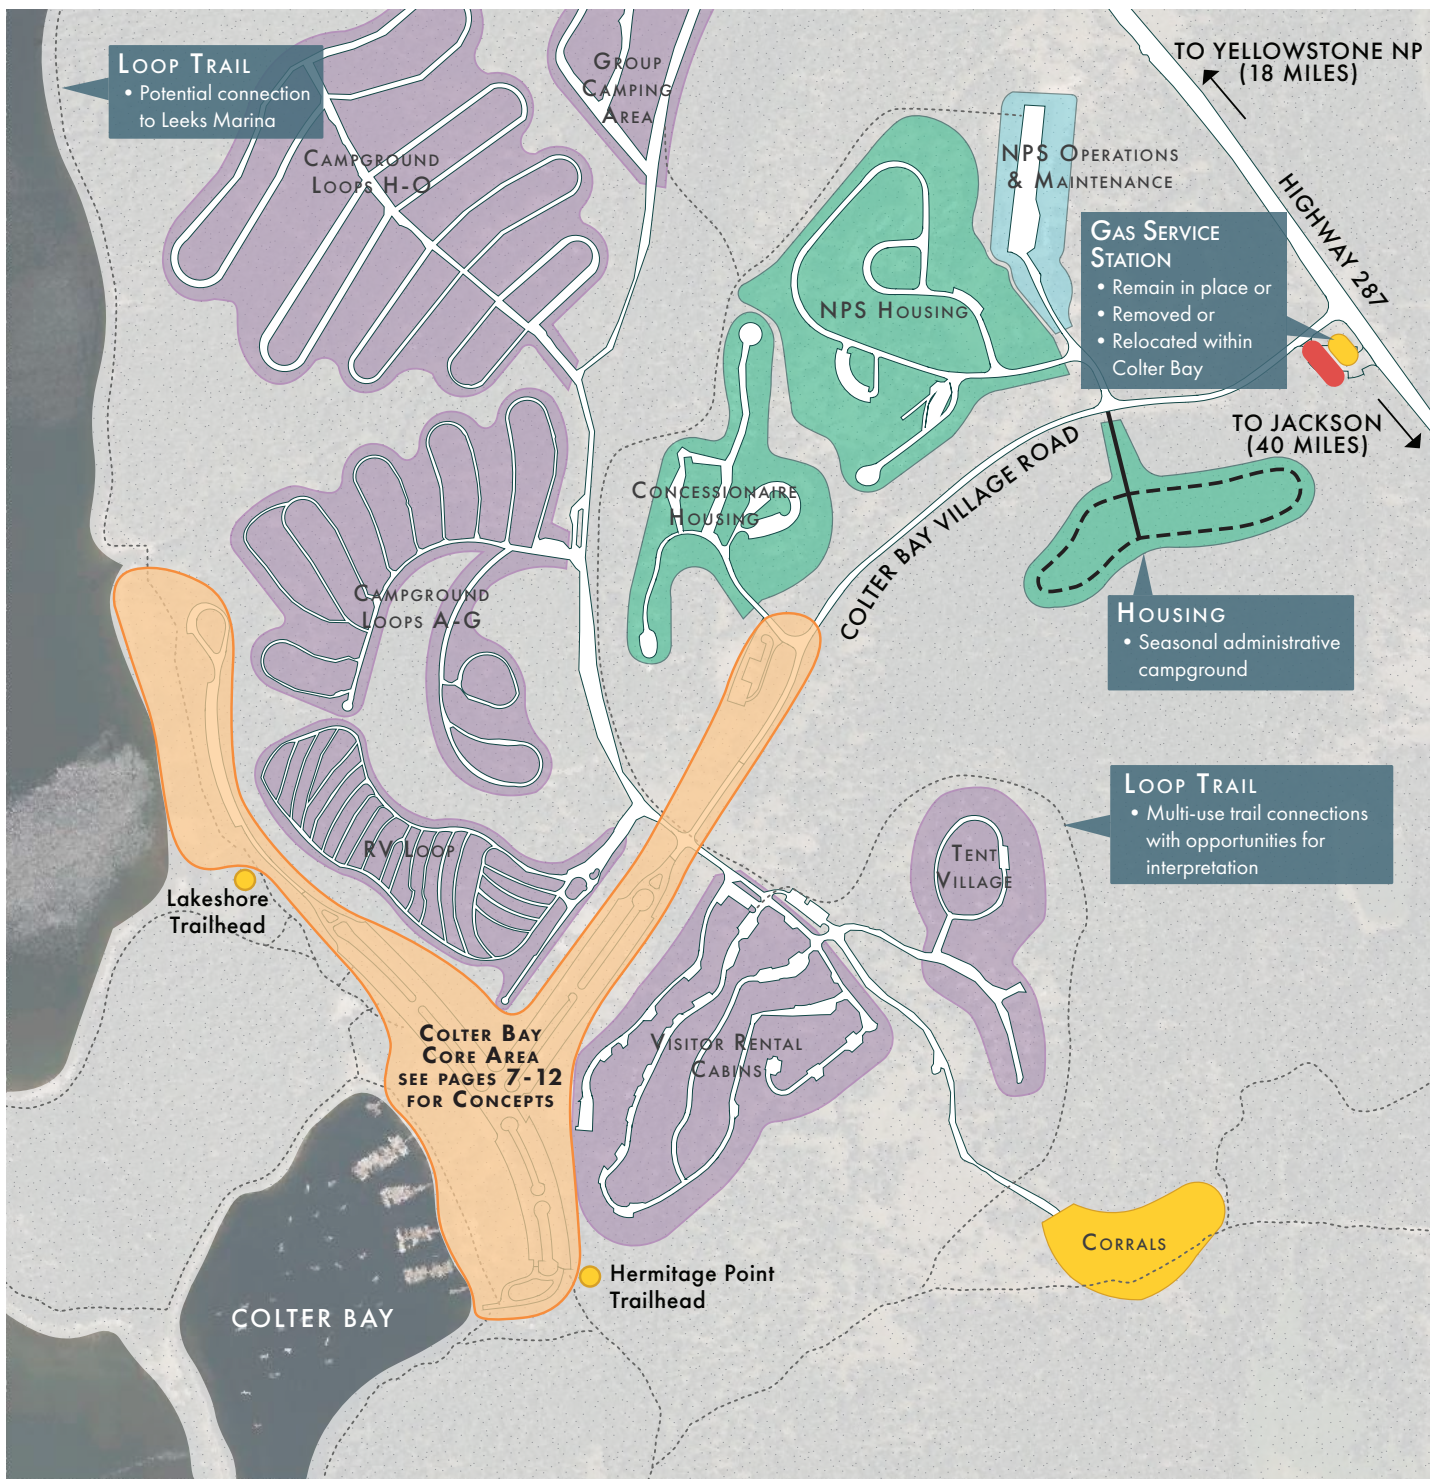 Loop Trail
• Potential connection
to Leeks Marina
Group
Camping
Area
TO YELLOWSTONE NP
(18 MILES)
Campground
Loops H-O
NPS Operations
& Maintenance
HIGHWAY 287
Gas Service
Station
• Remain in place or
• Removed or
• Relocated within
Colter Bay
NPS Housing
TO JACKSON
(40 MILES)
Concessionaire
Housing
COLTER BAY VILLAGE ROAD
Campground
Loops A-G
Housing
• Seasonal administrative
campground
Loop Trail
• Multi-use trail connections
with opportunities for
interpretation
RV Loop
Tent
Village
Lakeshore
Trailhead
Colter Bay
Core Area
see pages 7-12
for Concepts
Visitor Rental
Cabins
Corrals
Hermitage Point
Trailhead
COLTER BAY